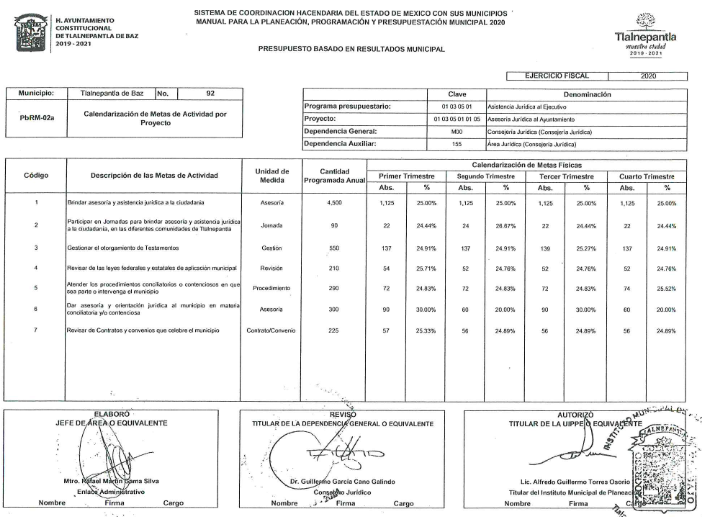 H. AYUNTAMIENTO
CONSTITUCIONAL
DE TLALNEPANTLA DE BAZ
2019 - 2021
SISTEMA DE COORDINACION HACENDARIA DEL ESTADO DE MEXICO CON SUS MUNICIPIOS
MANUAL PARA LA PLANEACIÓN, PROGRAMACIÓN Y PRESUPUESTACIÓN MUNICIPAL 2020
PRESUPUESTO BASADO EN RESULTADOS MUNICIPAL
Tlalnepantla
nuestra ciudad
2019 - 2021
EJERCICIO FISCAL 2020
Municipio: Tlalnepantla de Baz No. 92
PbRM-02a Calendarización de Metas de Actividad por
Proyecto
Clave Denominación
Programa presupuestario: 01 03 05 01 Asistencia Jurídica al Ejecutivo
Proyecto: 01 03 05 01 01 05 Asesoría Jurídica al Ayuntamiento
Dependencia General: M00 Consejería Jurídica (Consejería Jurídica)
Dependencia Auxiliar: 155 Área Jurídica (Consejería Jurídica)
Código Descripción de las Metas de Actividad Unidad de Medida Cantidad Programada Anual Calendarización de Metas Físicas
Primer Trimestre Segundo Trimestre Tercer Trimestre Cuarto Trimestre
Abs. % Abs. % Abs. % Abs. %
1 Brindar asesoría y asistencia jurídica a la ciudadanía Asesoría 4,500 1,125 25.00% 1,125 25.00% 1,125 25.00% 1,125 25.00%
2 Participar en Jornadas para brindar asesoría y asistencia jurídica
a la ciudadanía, en las diferentes comunidades de Tlalnepantla Jornada 90 22 24.44% 24 26.67% 22 24.44% 22 24.44%
3 Gestionar el otorgamiento de Testamentos Gestión 550 137 24.91% 137 24.91% 139 25.27% 137 24.91%
4 Revisar de las leyes federales y estatales de aplicación municipal Revisión 210 54 25.71% 52 24.76% 52 24.76% 52 24.76%
5 Atender los procedimientos conciliatorios o contenciosos en que
sea parte o intervenga el municipio Procedimiento 290 72 24.83% 72 24.83% 72 24.83% 74 25.52%
6 Dar asesoría y orientación jurídica al municipio en materia
conciliatoria y/o contenciosa Asesoría 300 90 30.00% 60 20.00% 90 30.00% 60 20.00%
7 Revisar de Contratos y convenios que celebre el municipio Contrato/Convenio 225 57 25.33% 56 24.89% 56 24.89% 56 24.89%
ELABORÓ
JEFE DE ÁREA O EQUIVALENTE
Mtro. Rafael Martín Gama Silva
Enlace Administrativo
Nombre Firma Cargo
REVISO
TITULAR DE LA DEPENDENCIA GENERAL O EQUIVALENTE
Dr. Guillermo García Cano Galindo
Consejero Jurídico
Nombre Firma Cargo
AUTORIZÓ
TITULAR DE LA UIPPE O EQUIVALENTE
Lic. Alfredo Guillermo Torres Osorio
Titular del Instituto Municipal de Planeac
Nombre Firma